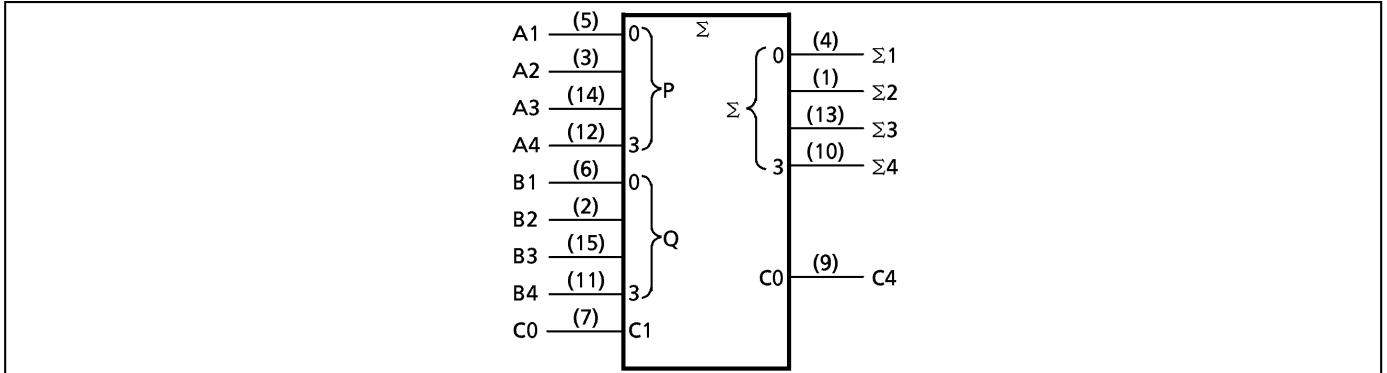 A1 (5) 0 Σ
0 (4) Σ1
A2 (3)
P
(1) Σ2
A3 (14)
Σ
(13) Σ3
A4 (12) 3
3 (10) Σ4
B1 (6) 0
B2 (2)
Q
B3 (15)
C0 (9) C4
B4 (11) 3
C0 (7) C1